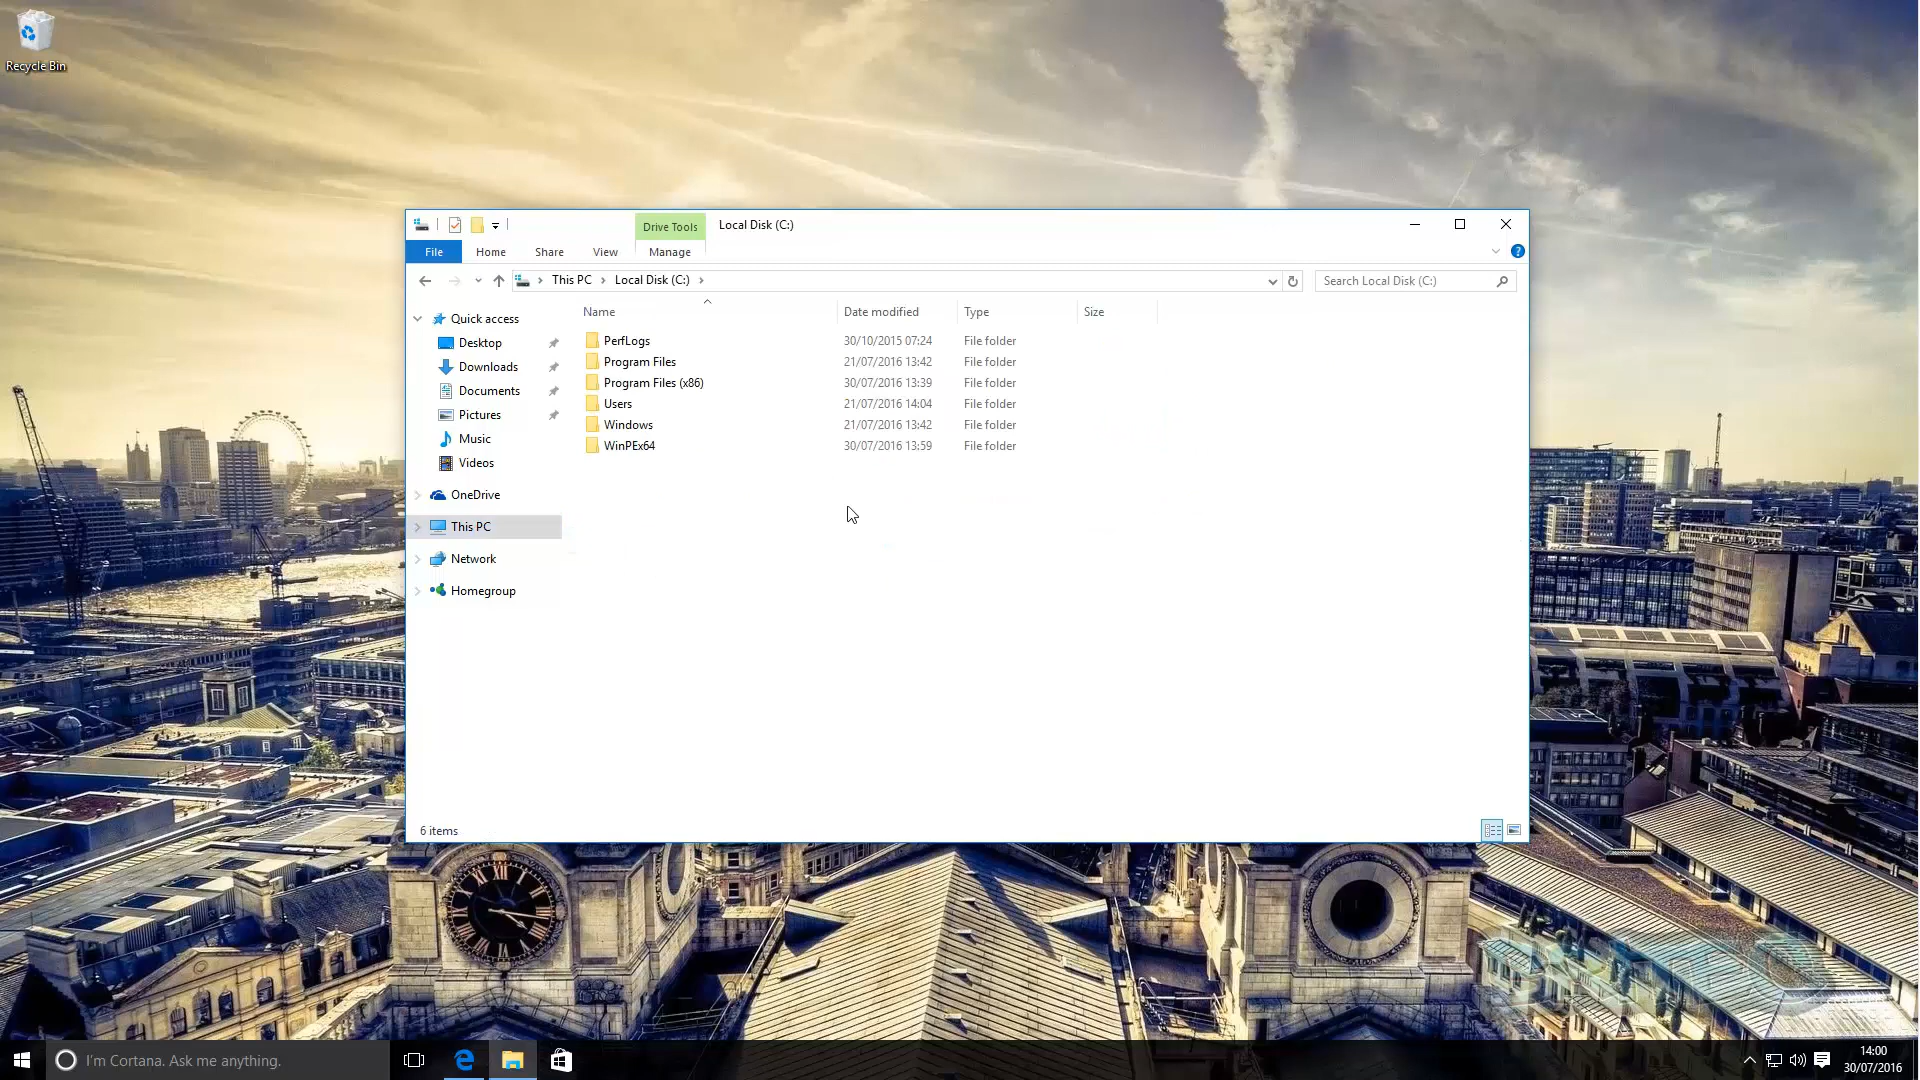 Recycle Bin
Drive Tools
Local Disk (C:)
File
Home
Share
View
Manage
This PC
Local Disk (C:)
Search Local Disk (C:)
Name
Date modified
Type
Size
Quick access
Desktop
Downloads
Documents
Pictures
Music
Videos
OneDrive
This PC
Network
Homegroup
PerfLogs 30/10/2015 07:24 File folder
Program Files 21/07/2016 13:42 File folder
Program Files (x86) 30/07/2016 13:39 File folder
Users 21/07/2016 14:04 File folder
Windows 21/07/2016 13:42 File folder
WinPEx64 30/07/2016 13:59 File folder
6 items
I'm Cortana. Ask me anything.
14:00
30/07/2016